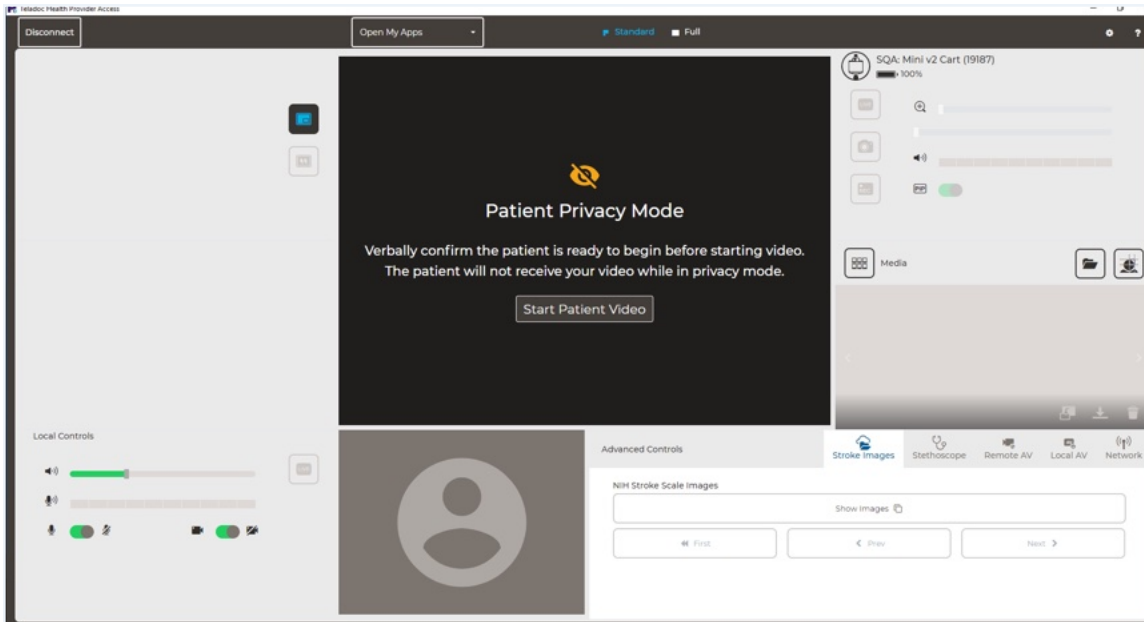 Teladoc Health Provider Access
Disconnect
Open My Apps
Standard
Full
?
SQA: Mini v2 Cart (19187)
100%
Patient Privacy Mode
Verbally confirm the patient is ready to begin before starting video.
The patient will not receive your video while in privacy mode.
Start Patient Video
PIP
Media
Local Controls
Advanced Controls
Stroke Images
Stethoscope
Remote AV
Local AV
Network
NIH Stroke Scale Images
Show Images
First
Prev
Next